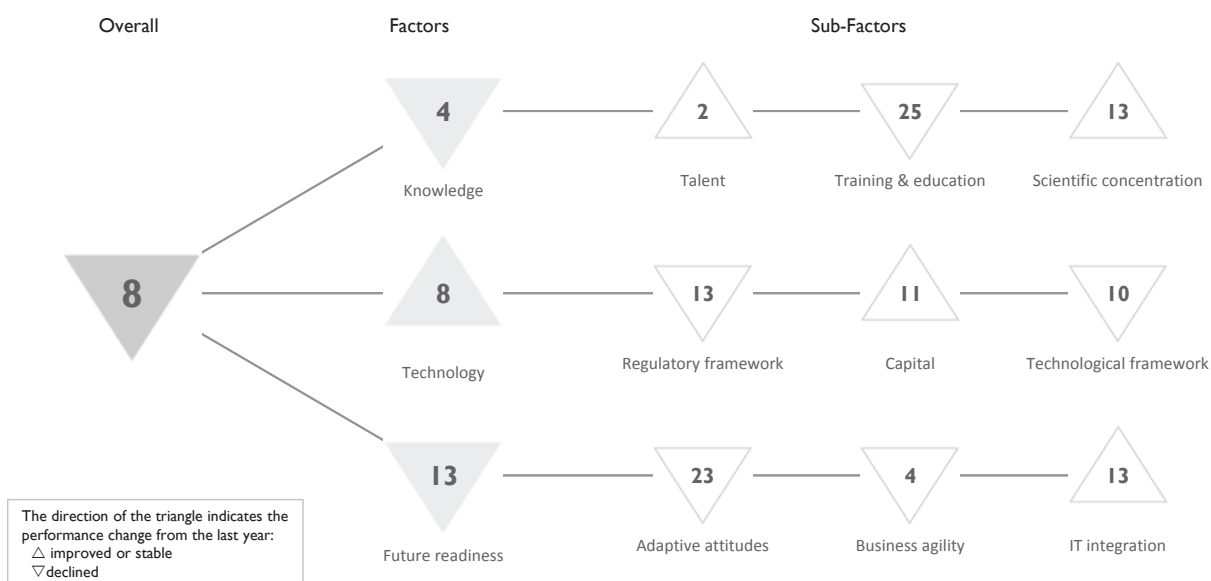 Overall Factors Sub-Factors
4 2 25 13
Knowledge Talent Training & education Scientific concentration
8 8 13 11 10
Technology Regulatory framework Capital Technological framework
13 23 4 13
Future readiness Adaptive attitudes Business agility IT integration
The direction of the triangle indicates the
performance change from the last year:
△ improved or stable
▽ declined